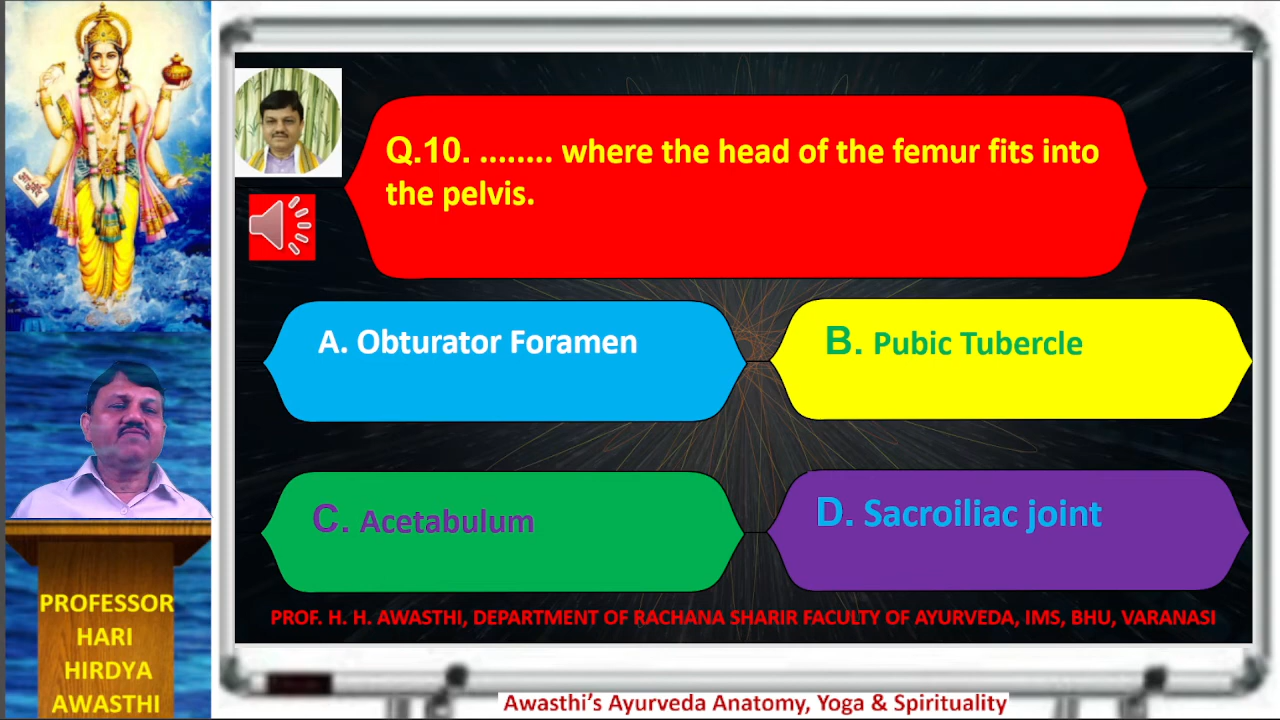 Q.10. ........ where the head of the femur fits into
the pelvis.
A. Obturator Foramen
B. Pubic Tubercle
C. Acetabulum
D. Sacroiliac joint
PROF. H. H. AWASTHI, DEPARTMENT OF RACHANA SHARIR FACULTY OF AYURVEDA, IMS, BHU, VARANASI
PROFESSOR
HARI
HIRDYA
AWASTHI
Awasthi's Ayurveda Anatomy, Yoga & Spirituality